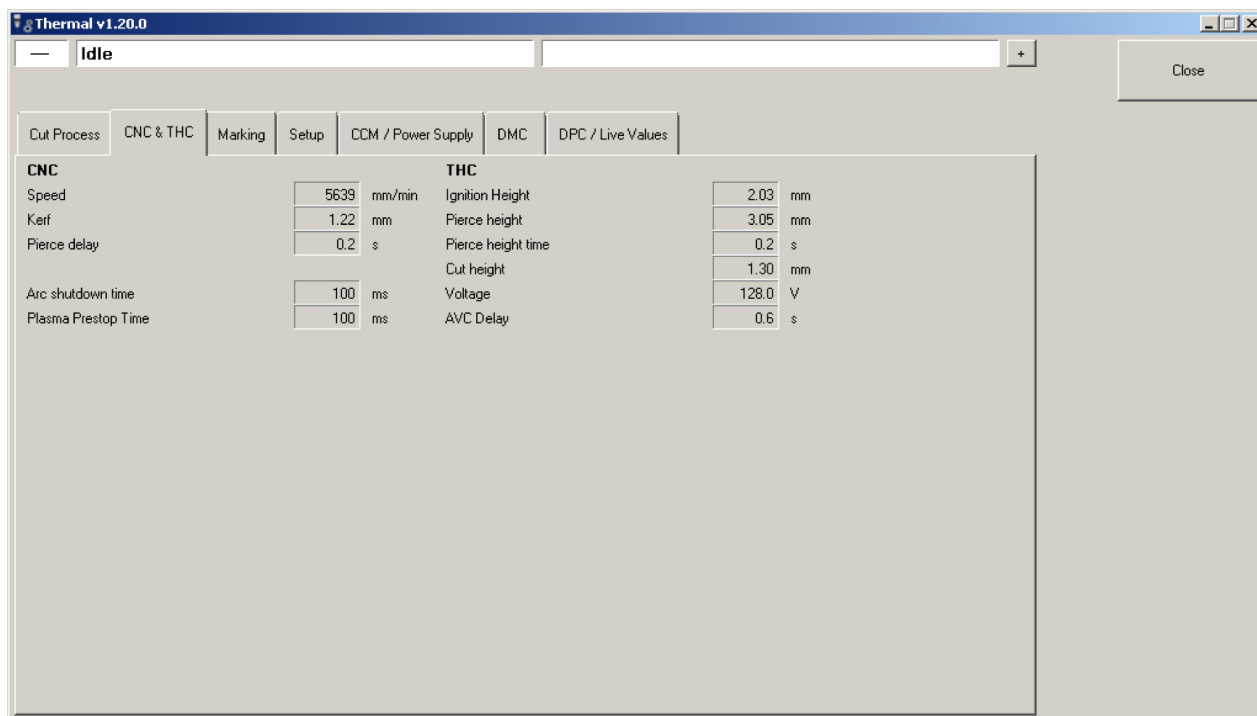 Thermal v1.20.0
Idle
+
Close
Cut Process CNC & THC Marking Setup CCM / Power Supply DMC DPC / Live Values
CNC THC
Speed 5639 mm/min Ignition Height 2.03 mm
Kerf 1.22 mm Pierce height 3.05 mm
Pierce delay 0.2 s Pierce height time 0.2 s
Cut height 1.30 mm
Arc shutdown time 100 ms Voltage 128.0 V
Plasma Prestop Time 100 ms AVC Delay 0.6 s